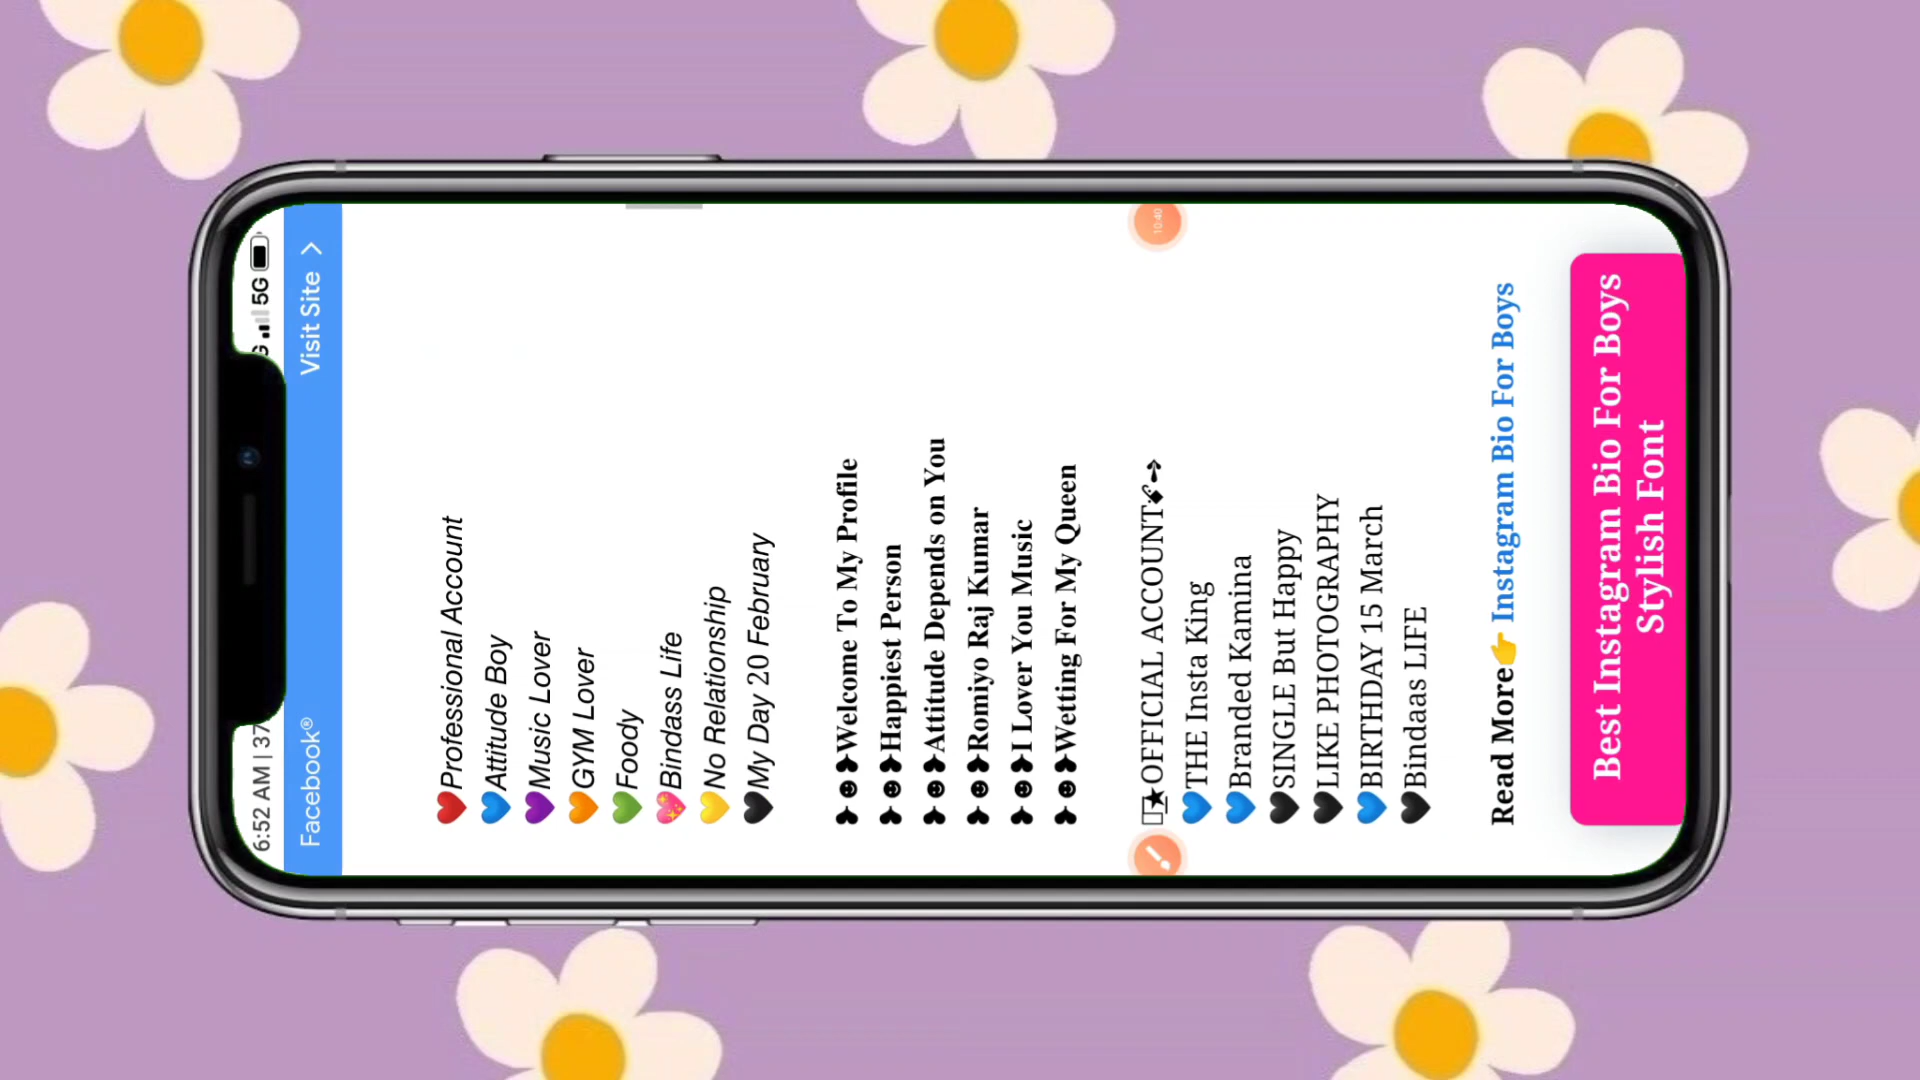 6:52 AM | 37
5G
Facebook®
Visit Site >
❤️Professional Account
💙Attitude Boy
💜Music Lover
🧡GYM Lover
💚Foody
💖Bindass Life
💛No Relationship
🖤My Day 20 February
❥☻❥Welcome To My Profile
❥☻❥Happiest Person
❥☻❥Attitude Depends on You
❥☻❥Romiyo Raj Kumar
❥☻❥I Lover You Music
❥☻❥Wetting For My Queen
10:40
★OFFICIAL ACCOUNT
💙THE Insta King
💙Branded Kamina
🖤SINGLE But Happy
🖤LIKE PHOTOGRAPHY
💙BIRTHDAY 15 March
🖤Bindaas LIFE
Read More👉 Instagram Bio For Boys
Best Instagram Bio For Boys
Stylish Font